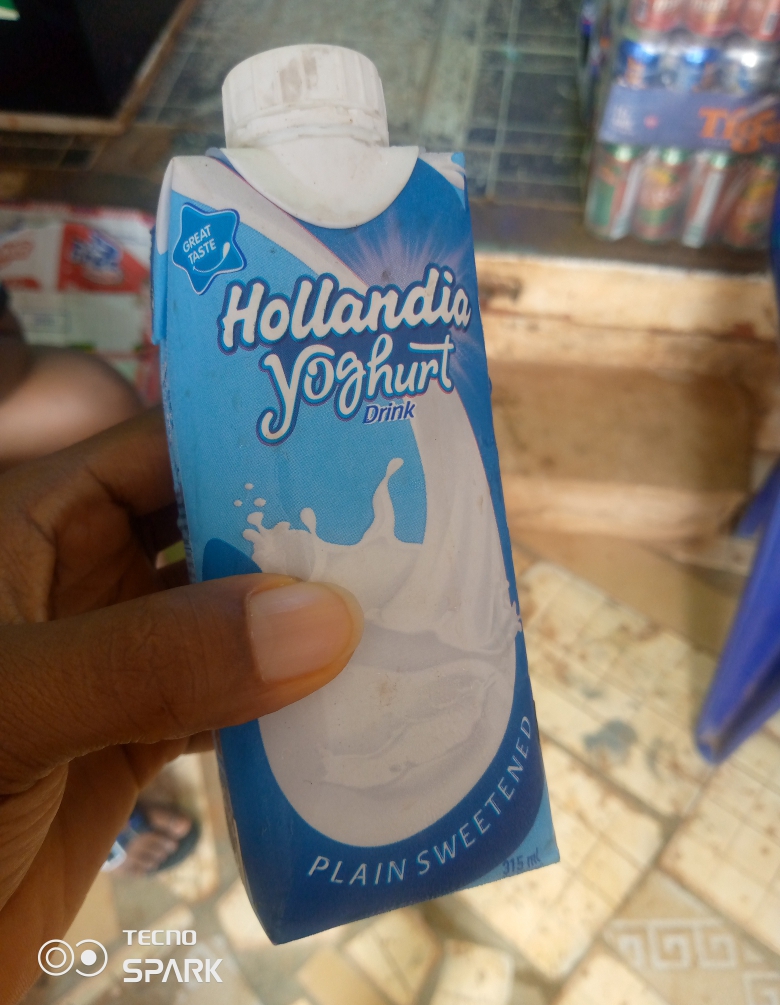 GREAT
TASTE
Hollandia
Yoghurt
Drink
PLAIN SWEETENED
315 ml
TECNO
SPARK